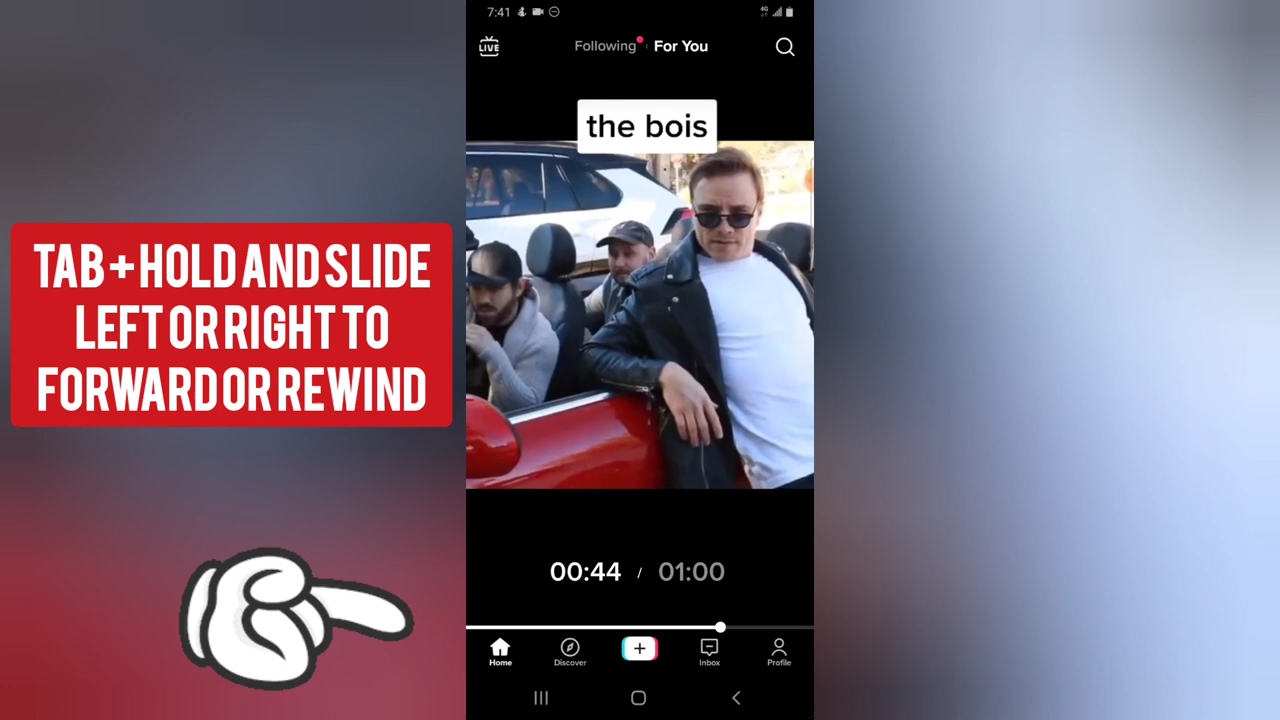 7:41
4G
LIVE
Following For You
the bois
TAB + HOLD AND SLIDE
LEFT OR RIGHT TO
FORWARD OR REWIND
00:44 / 01:00
Home Discover Inbox Profile